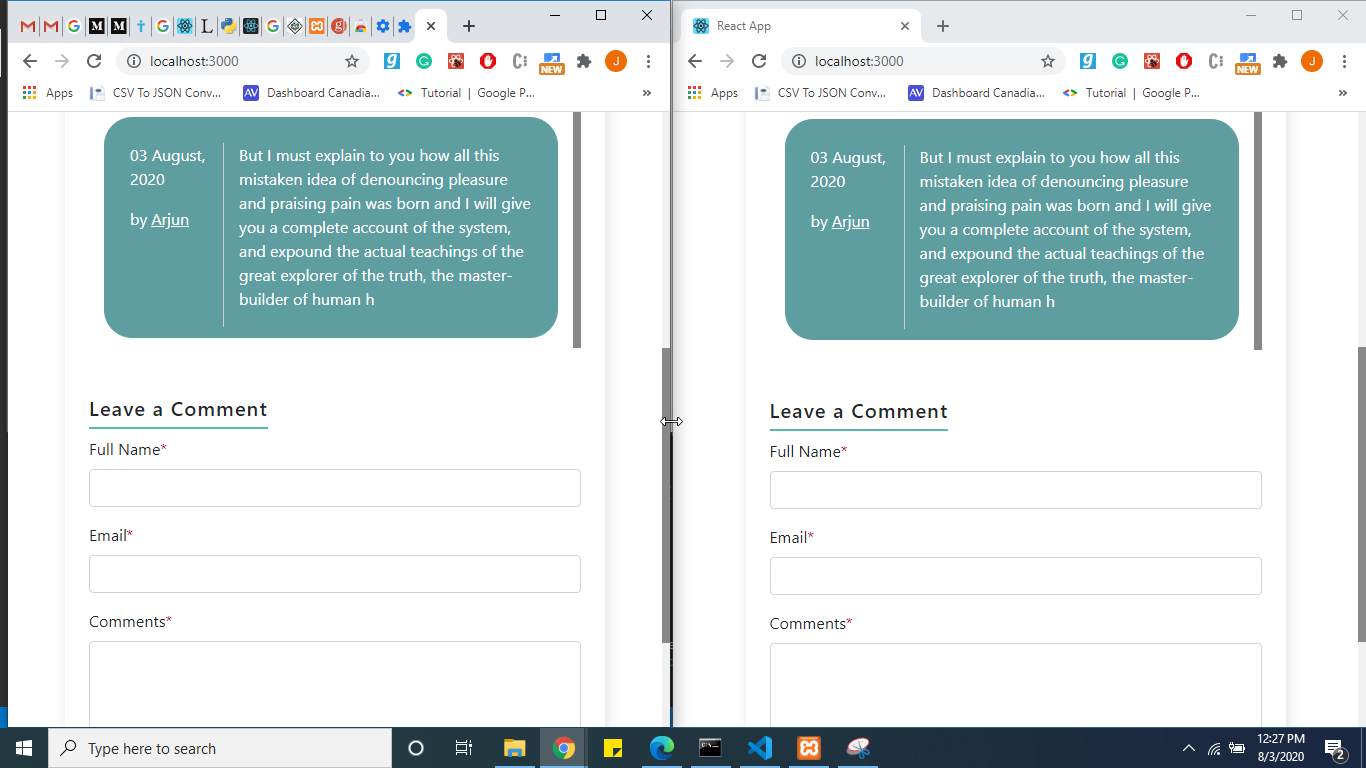 localhost:3000
Apps
CSV To JSON Conv...
Dashboard Canadia...
Tutorial | Google P...
»
03 August,
2020
by Arjun
But I must explain to you how all this
mistaken idea of denouncing pleasure
and praising pain was born and I will give
you a complete account of the system,
and expound the actual teachings of the
great explorer of the truth, the master-
builder of human h
Leave a Comment
Full Name*
Email*
Comments*
React App
localhost:3000
NEW
J
NEW
J
Apps
CSV To JSON Conv...
Dashboard Canadia...
Tutorial | Google P...
»
03 August,
2020
by Arjun
But I must explain to you how all this
mistaken idea of denouncing pleasure
and praising pain was born and I will give
you a complete account of the system,
and expound the actual teachings of the
great explorer of the truth, the master-
builder of human h
Leave a Comment
Full Name*
Email*
Comments*
Type here to search
12:27 PM
8/3/2020
2